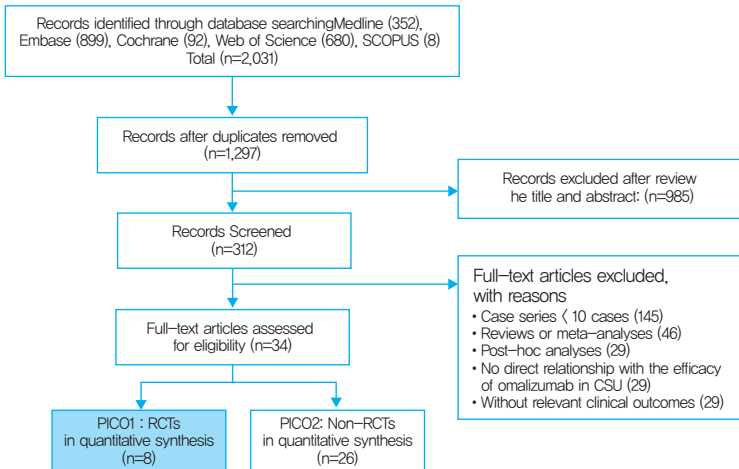 Records identified through database searchingMedline (352),
Embase (899), Cochrane (92), Web of Science (680), SCOPUS (8)
Total (n=2,031)
Records after duplicates removed
(n=1,297)
Records excluded after review
he title and abstract: (n=985)
Records Screened
(n=312)
Full-text articles excluded,
with reasons
• Case series < 10 cases (145)
• Reviews or meta-analyses (46)
• Post-hoc analyses (29)
• No direct relationship with the efficacy
of omalizumab in CSU (29)
• Without relevant clinical outcomes (29)
Full-text articles assessed
for eligibility (n=34)
PICO1 : RCTs
in quantitative synthesis
(n=8)
PICO2: Non-RCTs
in quantitative synthesis
(n=26)